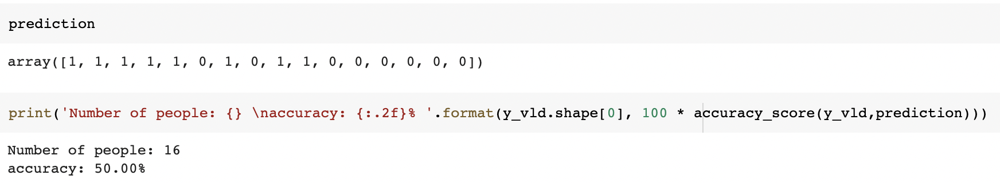 prediction
array([1, 1, 1, 1, 1, 0, 1, 0, 1, 1, 0, 0, 0, 0, 0, 0])
print('Number of people: {} \naccuracy: {:.2f}% '.format(y_vld.shape[0], 100 * accuracy_score(y_vld,prediction)))
Number of people: 16
accuracy: 50.00%